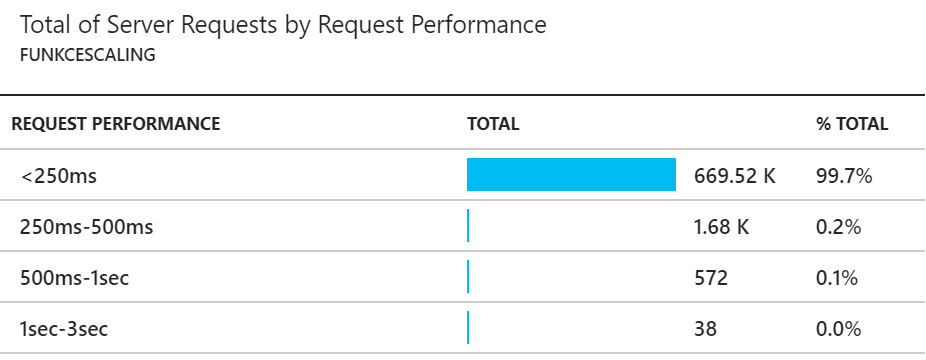 Total of Server Requests by Request Performance
FUNKCESCALING
REQUEST PERFORMANCE TOTAL % TOTAL
<250ms 669.52 K 99.7%
250ms-500ms 1.68 K 0.2%
500ms-1sec 572 0.1%
1sec-3sec 38 0.0%